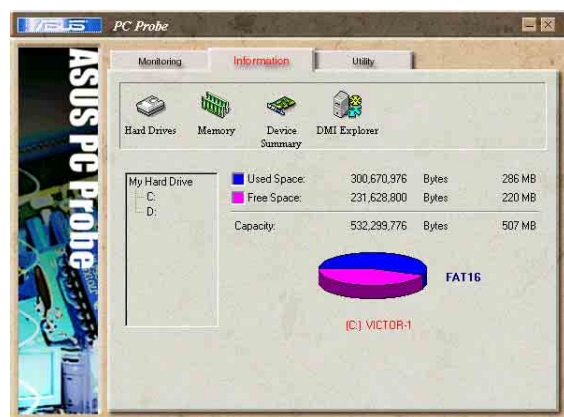 ASUS PC Probe
ASUS PC Probe
Monitoring Information Utility
Hard Drives Memory Device Summary DMI Explorer
My Hard Drive
C:
D:
Used Space: 300,670,976 Bytes 286 MB
Free Space: 231,628,800 Bytes 220 MB
Capacity: 532,299,776 Bytes 507 MB
FAT16
(C:) VICTOR-1